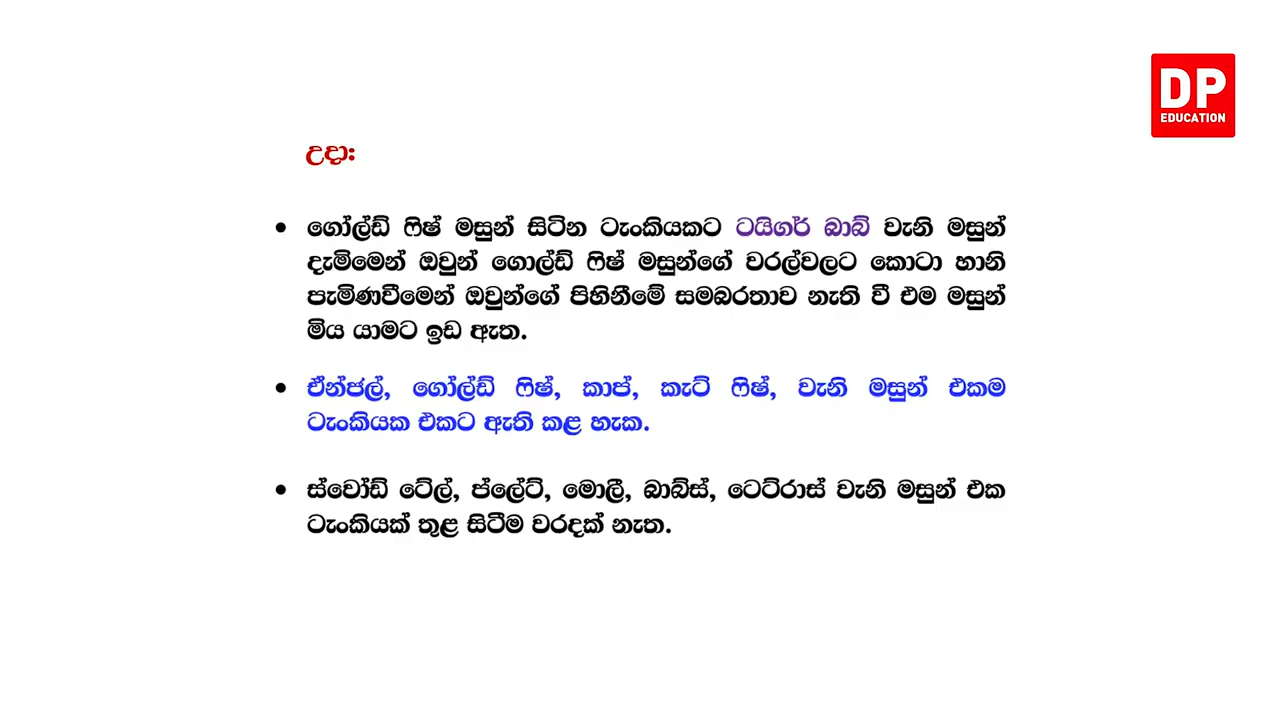 DP
EDUCATION
උදා:
• ගෝල්ඩ් ෆිෂ් මසුන් සිටින ටැංකියකට ටයිගර් බාබ් වැනි මසුන්
දැමිමෙන් ඔවුන් ගොල්ඩ් ෆිෂ් මසුන්ගේ වරල්වලට කොටා හානි
පැමිණවීමෙන් ඔවුන්ගේ පිහිනීමේ සමබරතාව නැති වී එම මසුන්
මිය යාමට ඉඩ ඇත.
• ඒන්ජල්, ගෝල්ඩ් ෆිෂ්, කාප්, කැට් ෆිෂ්, වැනි මසුන් එකම
ටැංකියක එකට ඇති කළ හැක.
• ස්වෝඩ් ටේල්, ප්ලේට්, මොලී, බාබ්ස්, ටෙට්රාස් වැනි මසුන් එක
ටැංකියක් තුළ සිටීම වරදක් නැත.